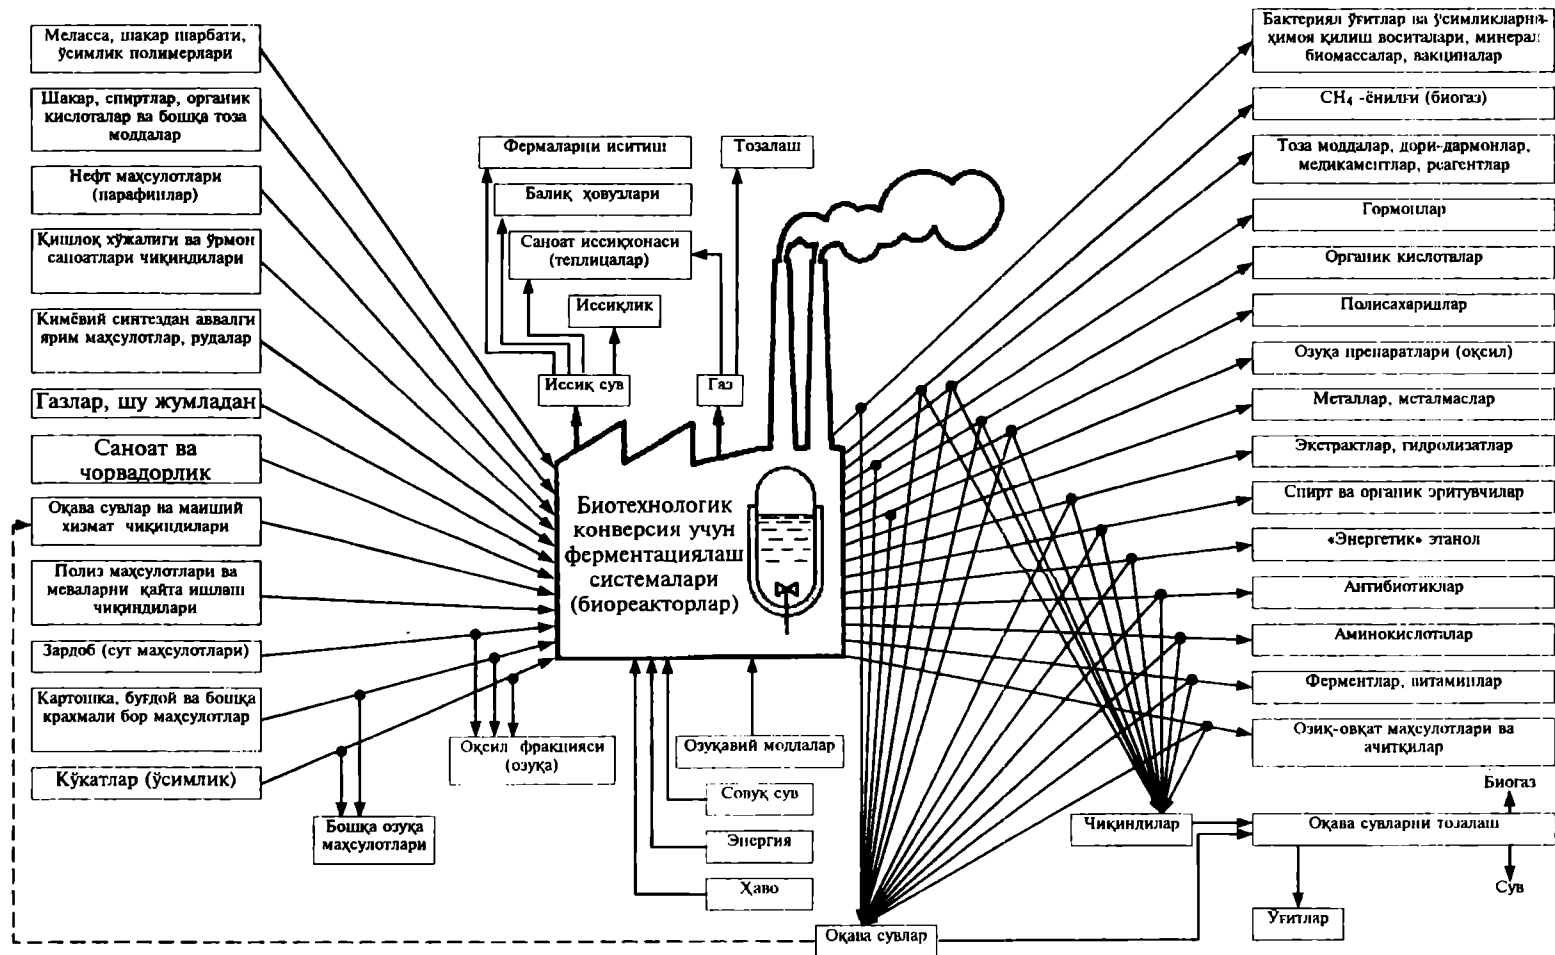 Меласса, шакар шарбати,
ўсимлик полимерлари
Шакар, спиртлар, органик
кислоталар ва бошқа тоза
моддалар
Нефт маҳсулотлари
(парафинлар)
Қишлоқ хўжалиги ва ўрмон
саноатлари чиқиндилари
Кимёвий синтездан аввалги
ярим маҳсулотлар, рудалар
Газлар, шу жумладан
Саноат ва
чорвадорлик
Оқава сувлар ва маиший
хизмат чиқиндилари
Полиз маҳсулотлари ва
меваларни қайта ишлаш
чиқиндилари
Зардоб (сут маҳсулотлари)
Картошка, буғдой ва бошқа
крахмали бор маҳсулотлар
Кўкатлар (ўсимлик)
Бошқа озуқа
маҳсулотлари
Оқсил фракцияси
(озуқа)
Фермаларни иситиш
Балиқ ҳовузлари
Саноат иссиқхонаси
(теплицалар)
Иссиқлик
Иссиқ сув
Тозалаш
Газ
Биотехнологик
конверсия учун
ферментациялаш
системалари
(биореакторлар)
Озуқавий моддалар
Совуқ сув
Энергия
Ҳаво
Оқава сувлар
Бактериял ўғитлар ва ўсимликларни
ҳимоя қилиш воситалари, минерал
биомассалар, вакциналар
CH₄ -ёнилғи (биогаз)
Тоза моддалар, дори-дармонлар,
медикаментлар, реагентлар
Гормонлар
Органик кислоталар
Полисахаридлар
Озуқа препаратлари (оқсил)
Металлар, металмаслар
Экстрактлар, гидролизатлар
Спирт ва органик эритувчилар
«Энергетик» этанол
Антибиотиклар
Аминокислоталар
Ферментлар, витаминлар
Озиқ-овқат маҳсулотлари ва
ачитқилар
Биогаз
Чиқиндилар
Оқава сувларни тозалаш
Сув
Ўғитлар